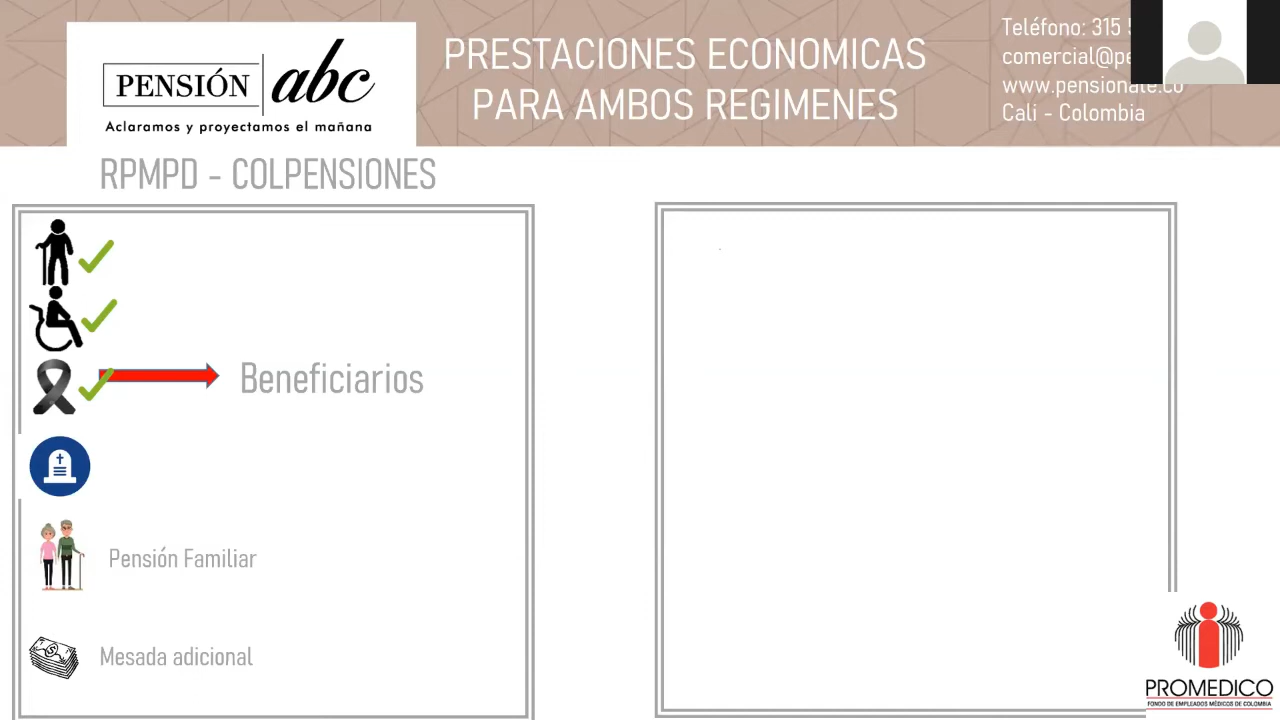 PENSIÓN abc
Aclaramos y proyectamos el mañana
PRESTACIONES ECONOMICAS
PARA AMBOS REGIMENES
Teléfono: 315
comercial@pe
www.pensionate.co
Cali - Colombia
RPMPD - COLPENSIONES
Beneficiarios
Pensión Familiar
Mesada adicional
PROMEDICO
FONDO DE EMPLEADOS MÉDICOS DE COLOMBIA